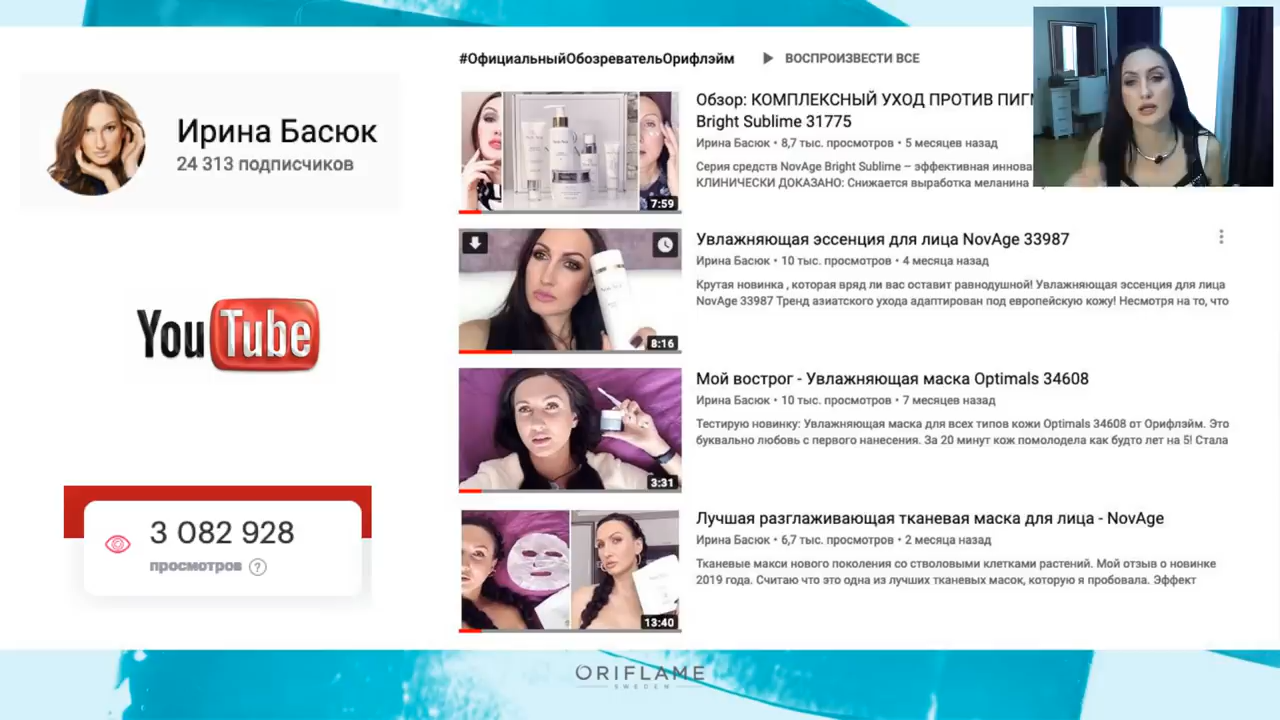 #ОфициальныйОбозревательОрифлэйм
ВОСПРОИЗВЕСТИ ВСЕ
Ирина Басюк
24 313 подписчиков
YouTube
3 082 928
просмотров ?
Обзор: КОМПЛЕКСНЫЙ УХОД ПРОТИВ
Bright Sublime 31775
Ирина Басюк • 8,7 тыс. просмотров • 5 месяцев назад
Серия средств NovAge Bright Sublime – эффективная иннова
КЛИНИЧЕСКИ ДОКАЗАНО: Снижается выработка меланина
7:59
Увлажняющая эссенция для лица NovAge 33987
Ирина Басюк • 10 тыс. просмотров • 4 месяца назад
Крутая новинка , которая вряд ли вас оставит равнодушной! Увлажняющая эссенция для лица
NovAge 33987 Тренд азиатского ухода адаптирован под европейскую кожу! Несмотря на то, что
8:16
Мой вострог - Увлажняющая маска Optimals 34608
Ирина Басюк • 10 тыс. просмотров • 7 месяцев назад
Тестирую новинку: Увлажняющая маска для всех типов кожи Optimals 34608 от Орифлэйм. Это
буквально любовь с первого нанесения. За 20 минут кож помолодела как будто лет на 5! Стала
3:31
Лучшая разглаживающая тканевая маска для лица - NovAge
Ирина Басюк • 6,7 тыс. просмотров • 2 месяца назад
Тканевые макси нового поколения со стволовыми клетками растений. Мой отзыв о новинке
2019 года. Считаю что это одна из лучших тканевых масок, которую я пробовала. Эффект
13:40
ORIFLAME
SWEDEN